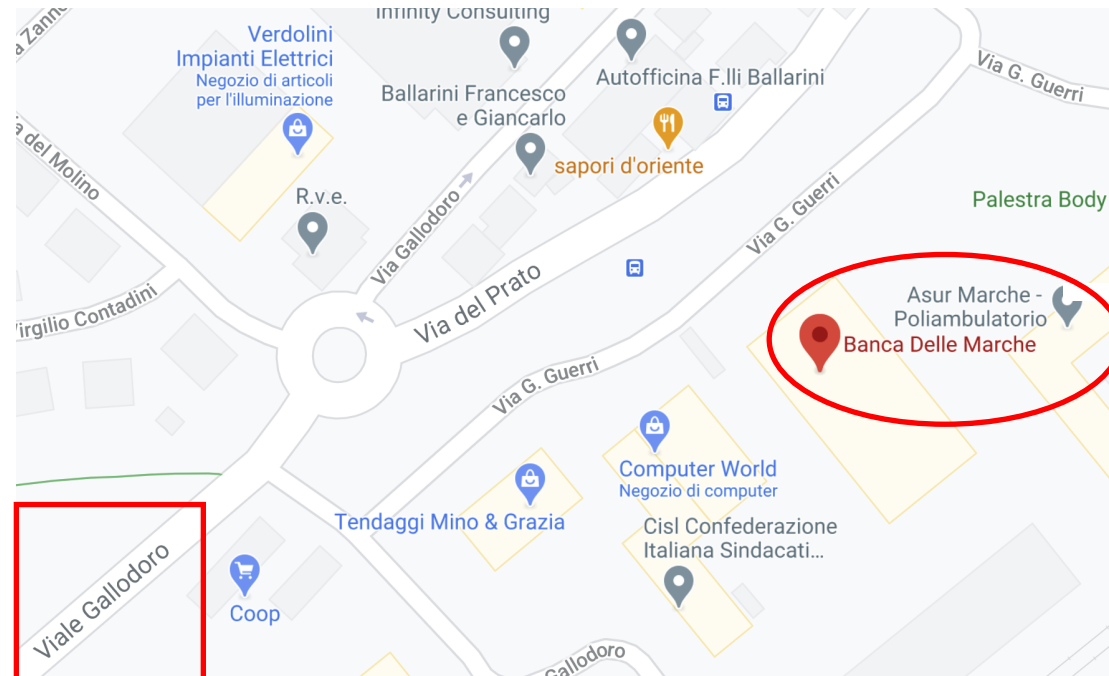 Infinity Consulting
Verdolini
Impianti Elettrici
Negozio di articoli
per l'illuminazione
Ballarini Francesco
e Giancarlo
Autofficina F.lli Ballarini
Via G. Guerri
sapori d'oriente
del Molino
R.v.e.
Via Gallodoro
Via G. Guerri
Palestra Body
Virgilio Contadini
Via del Prato
Asur Marche -
Poliambulatorio
Banca Delle Marche
Via G. Guerri
Computer World
Negozio di computer
Tendaggi Mino & Grazia
Cisl Confederazione
Italiana Sindacati...
Viale Gallodoro
Coop
Gallodoro